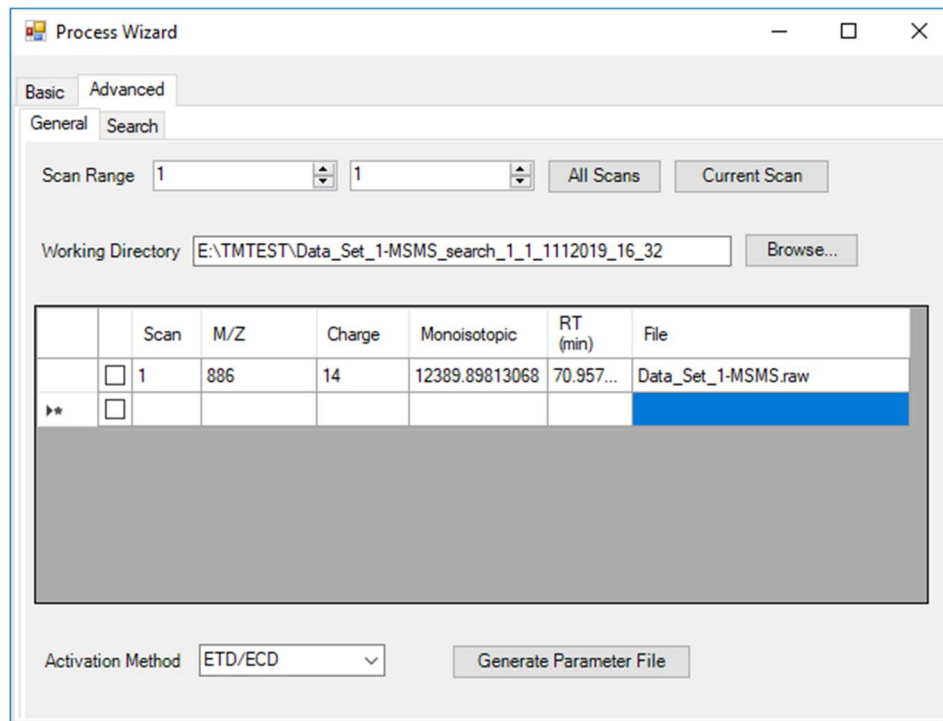 Process Wizard
Basic Advanced
General Search
Scan Range 1 1 All Scans Current Scan
Working Directory E:\TMTEST\Data_Set_1-MSMS_search_1_1_1112019_16_32 Browse...
Scan M/Z Charge Monoisotopic RT (min) File
1 886 14 12389.89813068 70.957... Data_Set_1-MSMS.raw
Activation Method ETD/ECD Generate Parameter File